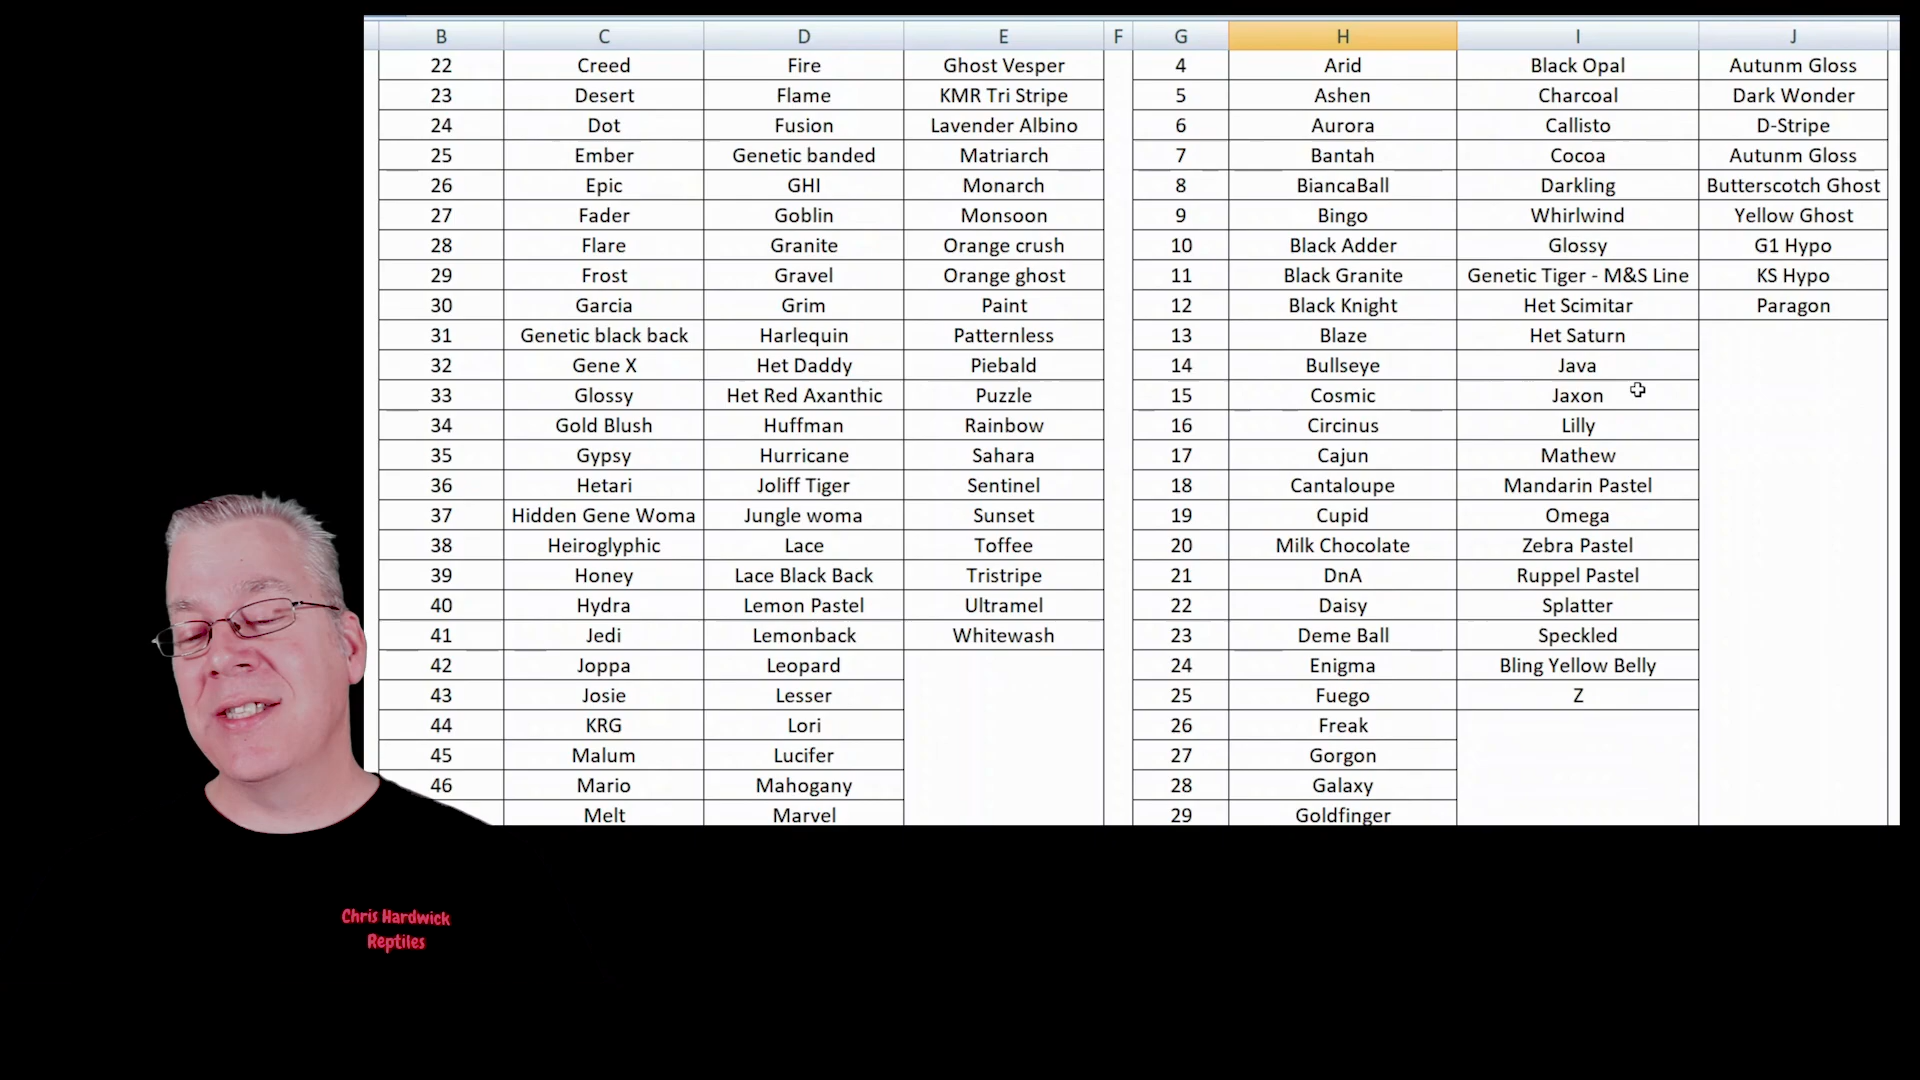 B C D E F G H I J
22 Creed Fire Ghost Vesper 4 Arid Black Opal Autunm Gloss
23 Desert Flame KMR Tri Stripe 5 Ashen Charcoal Dark Wonder
24 Dot Fusion Lavender Albino 6 Aurora Callisto D-Stripe
25 Ember Genetic banded Matriarch 7 Bantah Cocoa Autunm Gloss
26 Epic GHI Monarch 8 BiancaBall Darkling Butterscotch Ghost
27 Fader Goblin Monsoon 9 Bingo Whirlwind Yellow Ghost
28 Flare Granite Orange crush 10 Black Adder Glossy G1 Hypo
29 Frost Gravel Orange ghost 11 Black Granite Genetic Tiger - M&S Line KS Hypo
30 Garcia Grim Paint 12 Black Knight Het Scimitar Paragon
31 Genetic black back Harlequin Patternless 13 Blaze Het Saturn
32 Gene X Het Daddy Piebald 14 Bullseye Java
33 Glossy Het Red Axanthic Puzzle 15 Cosmic Jaxon
34 Gold Blush Huffman Rainbow 16 Circinus Lilly
35 Gypsy Hurricane Sahara 17 Cajun Mathew
36 Hetari Joliff Tiger Sentinel 18 Cantaloupe Mandarin Pastel
37 Hidden Gene Woma Jungle woma Sunset 19 Cupid Omega
38 Heiroglyphic Lace Toffee 20 Milk Chocolate Zebra Pastel
39 Honey Lace Black Back Tristripe 21 DnA Ruppel Pastel
40 Hydra Lemon Pastel Ultramel 22 Daisy Splatter
41 Jedi Lemonback Whitewash 23 Deme Ball Speckled
42 Joppa Leopard 24 Enigma Bling Yellow Belly
43 Josie Lesser 25 Fuego Z
44 KRG Lori 26 Freak
45 Malum Lucifer 27 Gorgon
46 Mario Mahogany 28 Galaxy
Melt Marvel 29 Goldfinger
Chris Hardwick
Reptiles